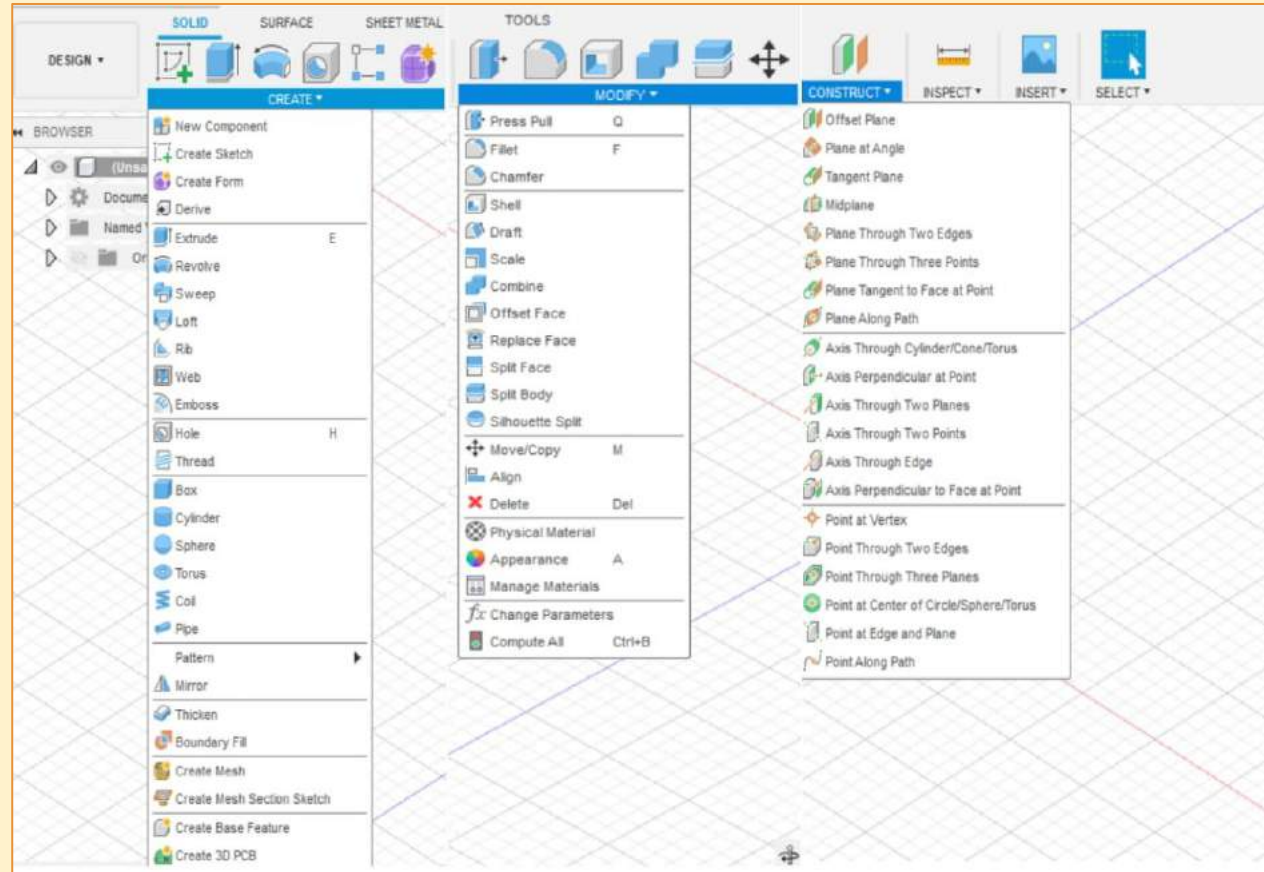 SOLID SURFACE SHEET METAL TOOLS
DESIGN ▾
CREATE ▾ MODIFY ▾ CONSTRUCT ▾ INSPECT ▾ INSERT ▾ SELECT ▾
BROWSER
(Unsa
Docume
Named
Or
New Component
Create Sketch
Create Form
Derive
Extrude E
Revolve
Sweep
Loft
Rib
Web
Emboss
Hole H
Thread
Box
Cylinder
Sphere
Torus
Coil
Pipe
Pattern
Mirror
Thicken
Boundary Fill
Create Mesh
Create Mesh Section Sketch
Create Base Feature
Create 3D PCB
Press Pull Q
Fillet F
Chamfer
Shell
Draft
Scale
Combine
Offset Face
Replace Face
Split Face
Split Body
Silhouette Split
Move/Copy M
Align
Delete Del
Physical Material
Appearance A
Manage Materials
fx Change Parameters
Compute All Ctrl+B
Offset Plane
Plane at Angle
Tangent Plane
Midplane
Plane Through Two Edges
Plane Through Three Points
Plane Tangent to Face at Point
Plane Along Path
Axis Through Cylinder/Cone/Torus
Axis Perpendicular at Point
Axis Through Two Planes
Axis Through Two Points
Axis Through Edge
Axis Perpendicular to Face at Point
Point at Vertex
Point Through Two Edges
Point Through Three Planes
Point at Center of Circle/Sphere/Torus
Point at Edge and Plane
Point Along Path